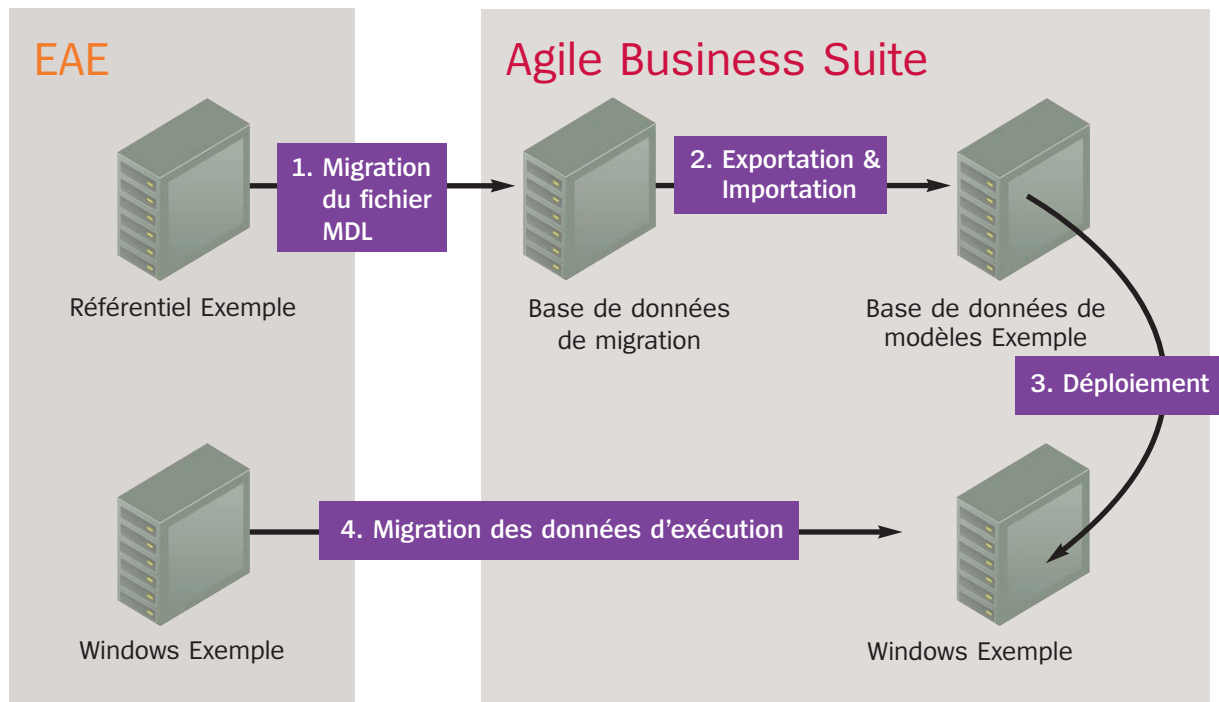 EAE
Agile Business Suite
1. Migration
du fichier
MDL
2. Exportation &
Importation
Référentiel Exemple
Base de données
de migration
Base de données de
modèles Exemple
3. Déploiement
4. Migration des données d’exécution
Windows Exemple
Windows Exemple